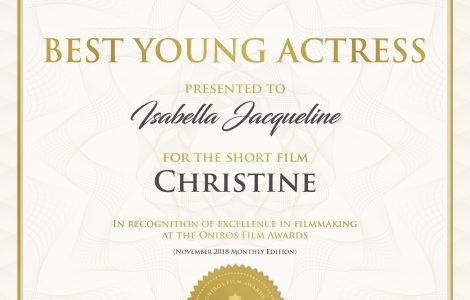 BEST YOUNG ACTRESS
PRESENTED TO
Isabella Jacqueline
FOR THE SHORT FILM
CHRISTINE
IN RECOGNITION OF EXCELLENCE IN FILMMAKING
AT THE ONIROS FILM AWARDS
(NOVEMBER 2018 MONTHLY EDITION)
ONIROS FILM AWARDS